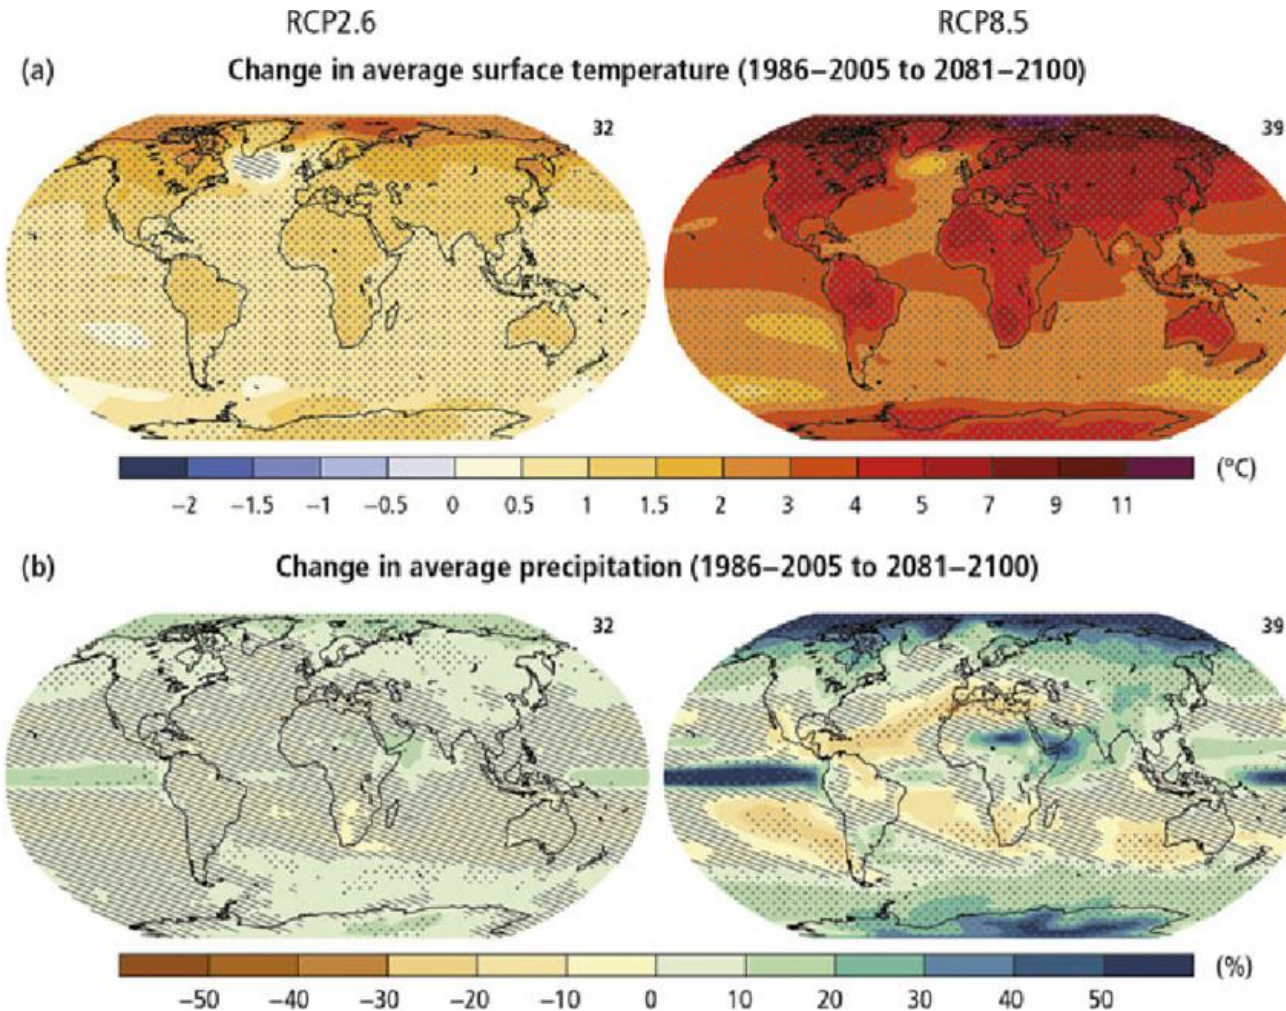 RCP2.6 RCP8.5
(a) Change in average surface temperature (1986–2005 to 2081–2100)
32 39
(°C)
−2 −1.5 −1 −0.5 0 0.5 1 1.5 2 3 4 5 7 9 11
(b) Change in average precipitation (1986–2005 to 2081–2100)
32 39
(%)
−50 −40 −30 −20 −10 0 10 20 30 40 50